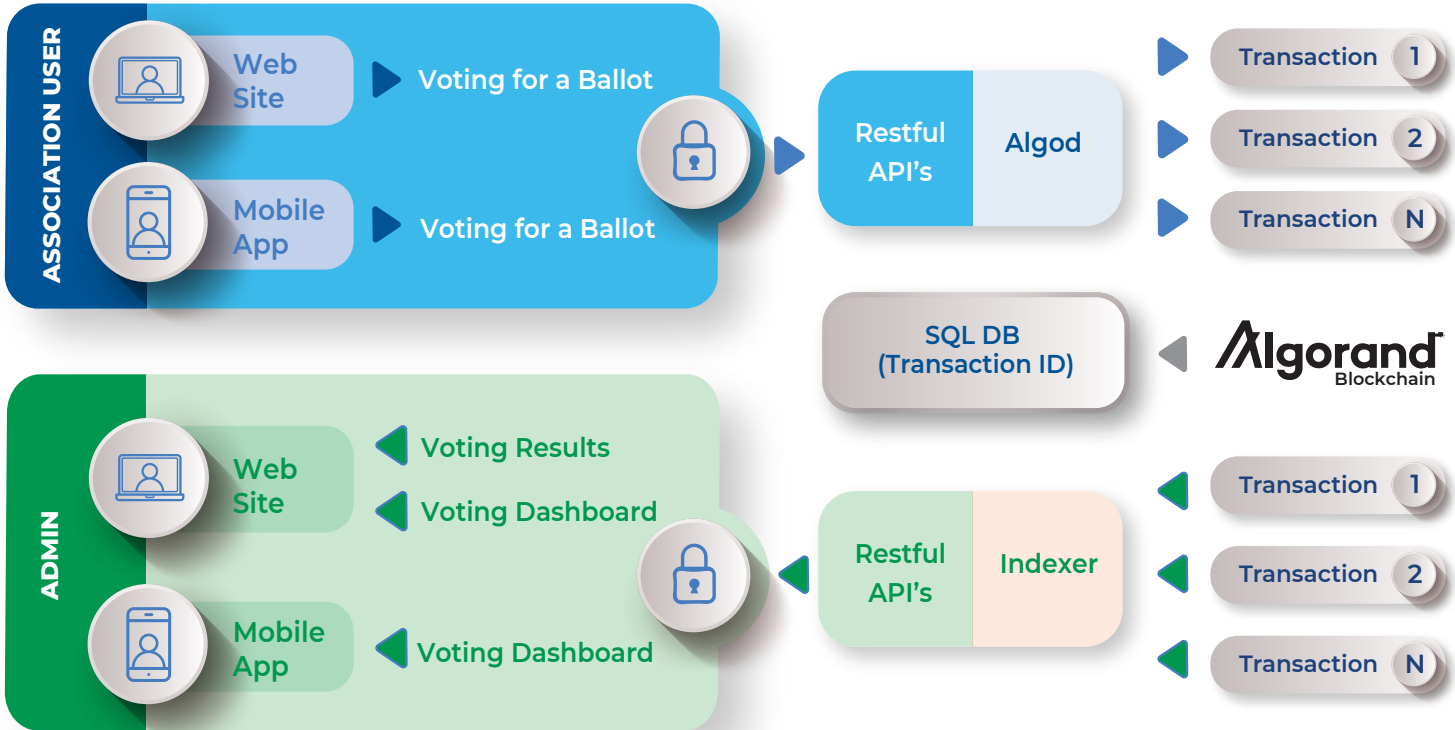 ASSOCIATION USER
Web
Site
Voting for a Ballot
Mobile
App
Voting for a Ballot
Restful
API's
Algod
Transaction 1
Transaction 2
Transaction N
SQL DB
(Transaction ID)
Algorand
Blockchain
ADMIN
Web
Site
Voting Results
Voting Dashboard
Mobile
App
Voting Dashboard
Restful
API's
Indexer
Transaction 1
Transaction 2
Transaction N